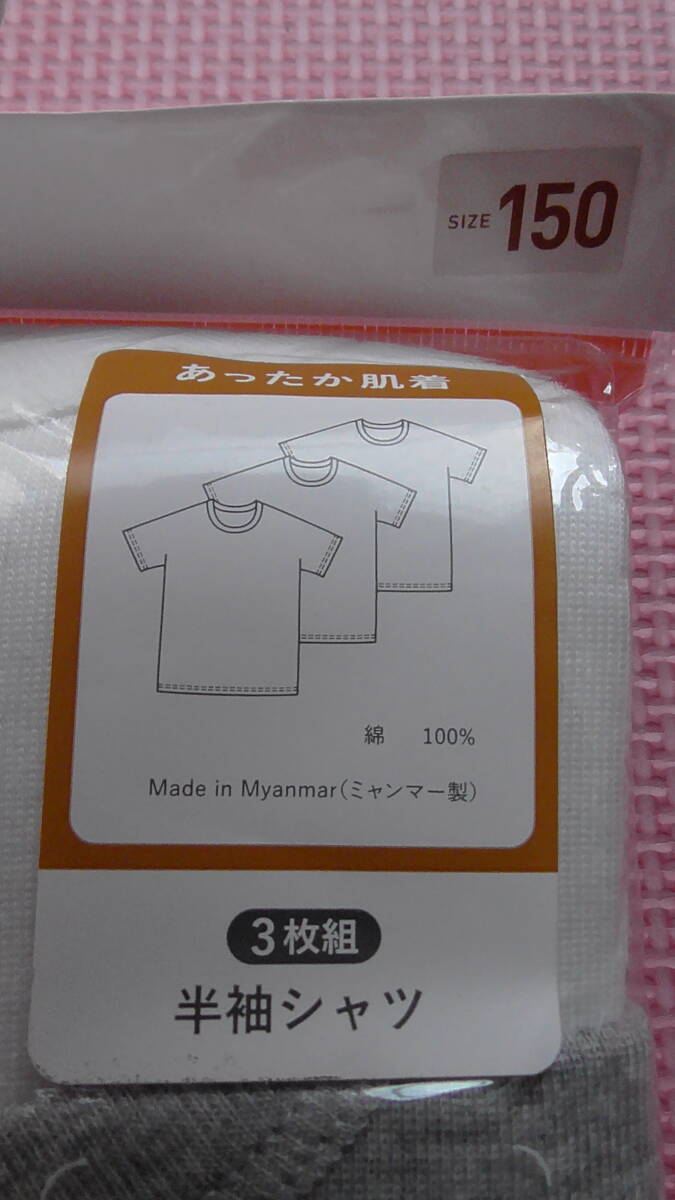 SIZE 150
あったか肌着
綿 100%
Made in Myanmar(ミャンマー製)
3枚組
半袖シャツ